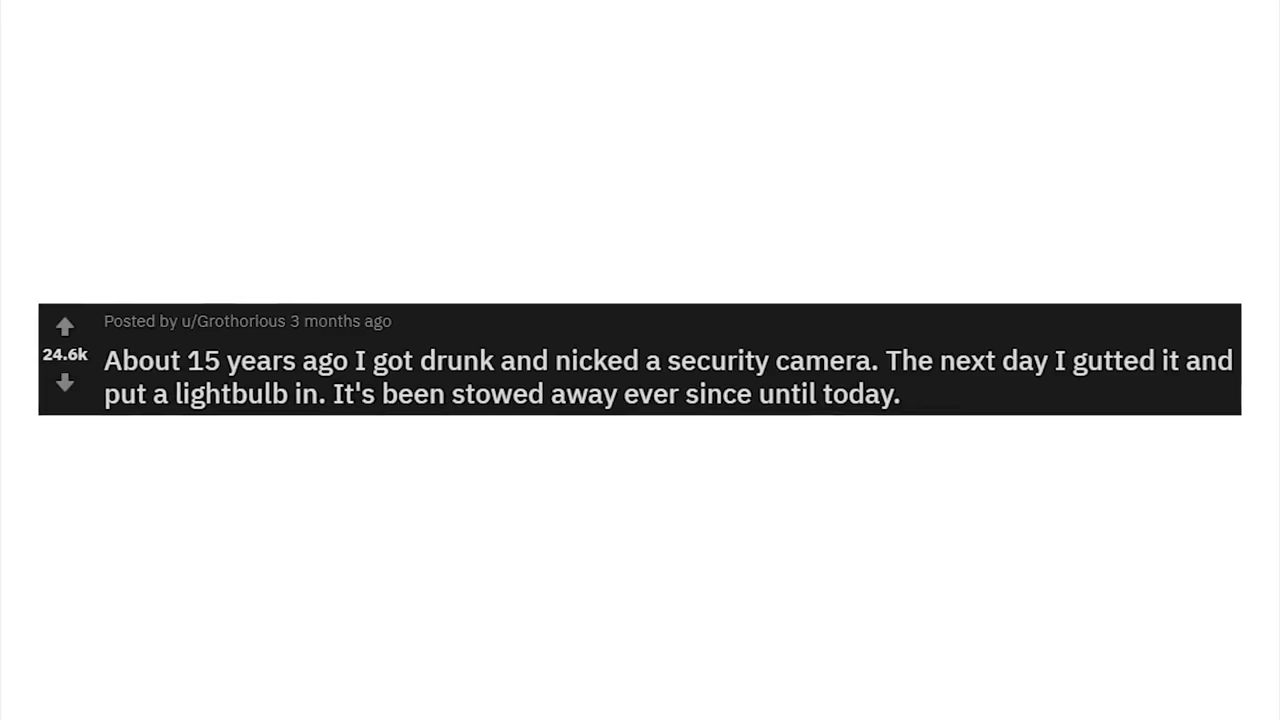 Posted by u/Grothorious 3 months ago
24.6k
About 15 years ago I got drunk and nicked a security camera. The next day I gutted it and
put a lightbulb in. It's been stowed away ever since until today.